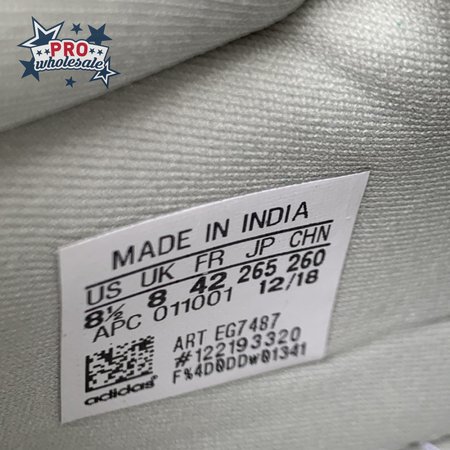 PRO
wholesale
MADE IN INDIA
US UK FR JP CHN
8½ 8 42 265 260
APC 011001 12/18
ART EG7487
#122193320
F%4D0DDW01341
adidas